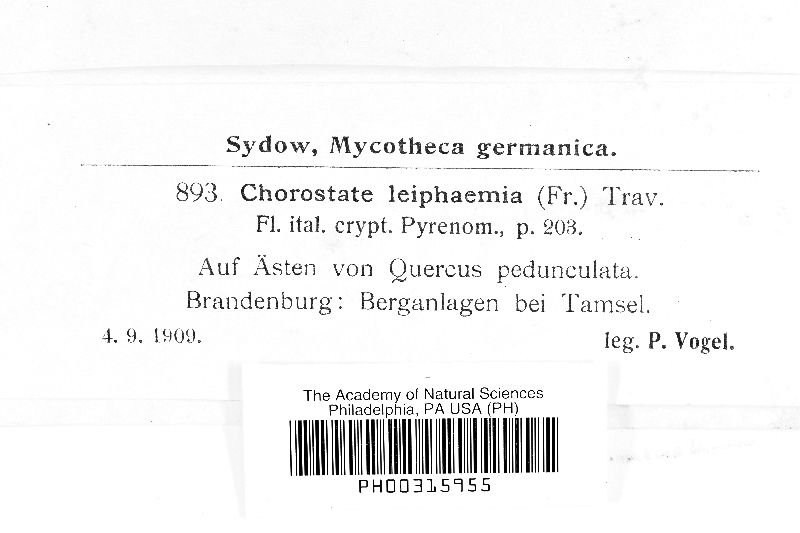 Sydow, Mycotheca germanica.
893. Chorostate leiphaemia (Fr.) Trav.
Fl. ital. crypt. Pyrenom., p. 203.
Auf Ästen von Quercus pedunculata.
Brandenburg: Berganlagen bei Tamsel.
4. 9. 1909.
leg. P. Vogel.
The Academy of Natural Sciences
Philadelphia, PA USA (PH)
PH00315955